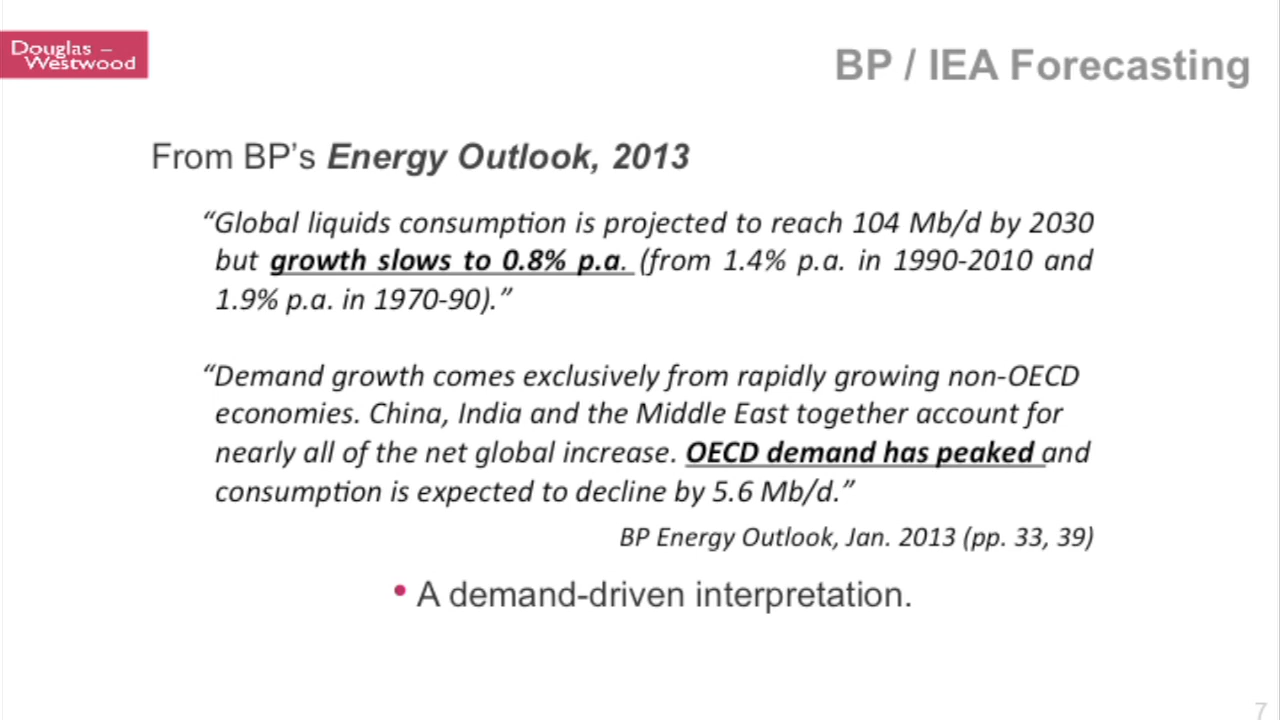 Douglas –
Westwood
BP / IEA Forecasting
From BP’s Energy Outlook, 2013
“Global liquids consumption is projected to reach 104 Mb/d by 2030
but growth slows to 0.8% p.a. (from 1.4% p.a. in 1990-2010 and
1.9% p.a. in 1970-90).”
“Demand growth comes exclusively from rapidly growing non-OECD
economies. China, India and the Middle East together account for
nearly all of the net global increase. OECD demand has peaked and
consumption is expected to decline by 5.6 Mb/d.”
BP Energy Outlook, Jan. 2013 (pp. 33, 39)
• A demand-driven interpretation.
7